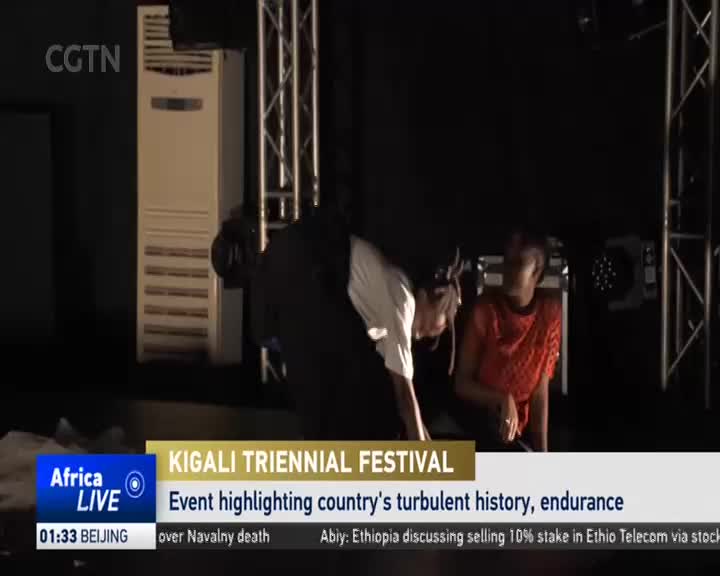 CGTN
KIGALI TRIENNIAL FESTIVAL
Africa
LIVE
Event highlighting country's turbulent history, endurance
01:33 BEIJING
over Navalny death
Abiy: Ethiopia discussing selling 10% stake in Ethio Telecom via stock